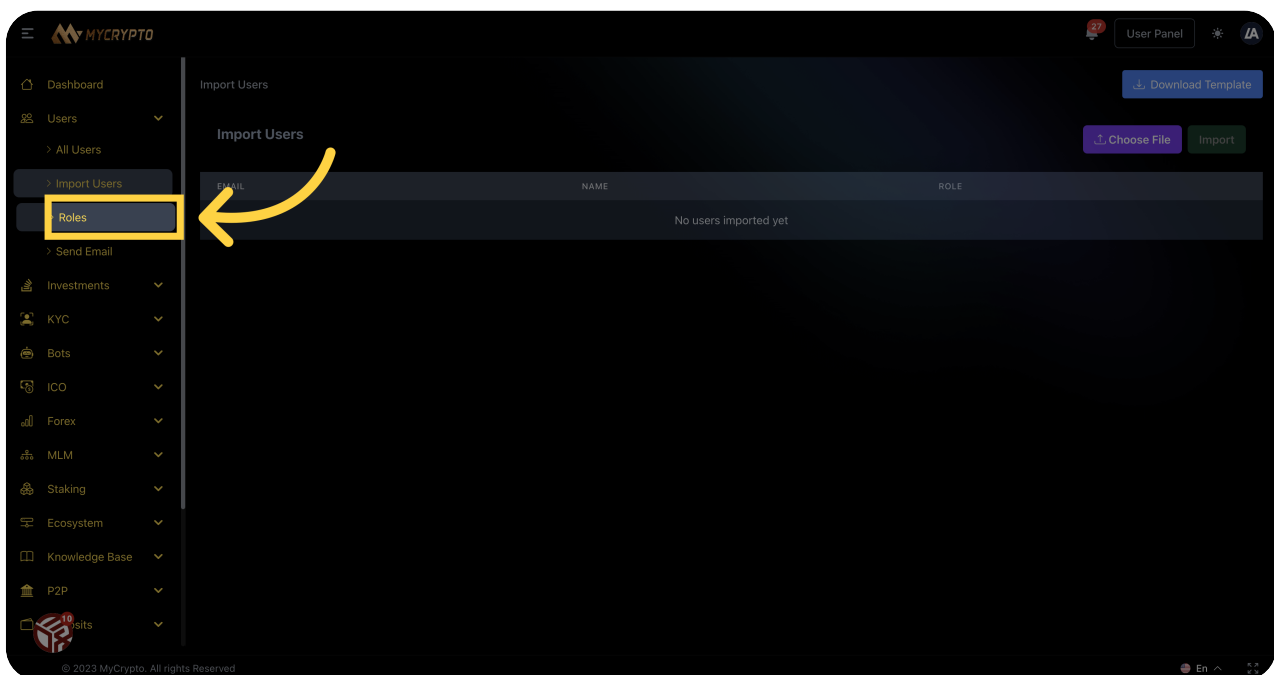 MYCRYPTO
27
User Panel
Dashboard
Import Users
Download Template
Users
Import Users
Choose File
Import
> All Users
> Import Users
EMAIL
NAME
ROLE
Roles
No users imported yet
> Send Email
Investments
KYC
Bots
ICO
Forex
MLM
Staking
Ecosystem
Knowledge Base
P2P
10
© 2023 MyCrypto. All rights Reserved
En